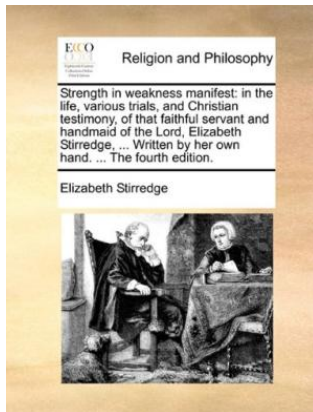 ECCO
Religion and Philosophy
Strength in weakness manifest: in the
life, various trials, and Christian
testimony, of that faithful servant and
handmaid of the Lord, Elizabeth
Stirredge, ... Written by her own
hand. ... The fourth edition.
Elizabeth Stirredge